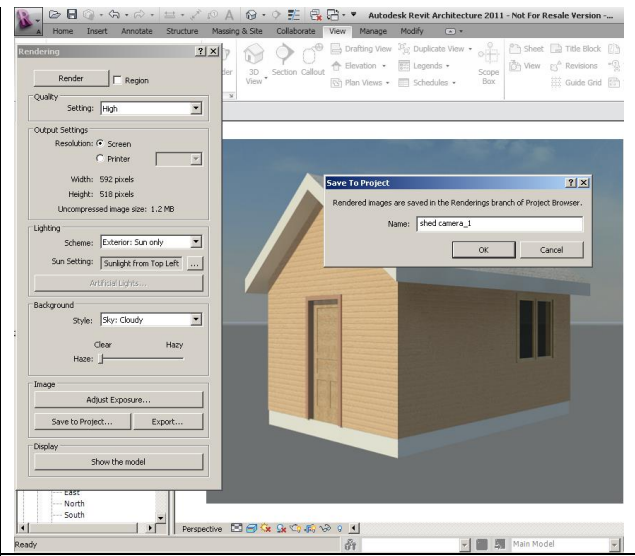 Autodesk Revit Architecture 2011 - Not For Resale Version -...
Home Insert Annotate Structure Massing & Site Collaborate View Manage Modify
Rendering
Render
Region
Quality
Setting: High
Output Settings
Resolution: Screen
Printer
Width: 592 pixels
Height: 518 pixels
Uncompressed image size: 1.2 MB
Lighting
Scheme: Exterior: Sun only
Sun Setting: Sunlight from Top Left ...
Artificial Lights...
Background
Style: Sky: Cloudy
Clear Hazy
Haze:
Image
Adjust Exposure...
Save to Project... Export...
Display
Show the model
3D
View
Section Callout
Drafting View Duplicate View
Elevation Legends
Plan Views Schedules
Scope
Box
Sheet Title Block
View Revisions
Guide Grid
Save To Project
Rendered images are saved in the Renderings branch of Project Browser.
Name: shed camera_1
OK Cancel
East
North
South
Perspective
Ready
Main Model